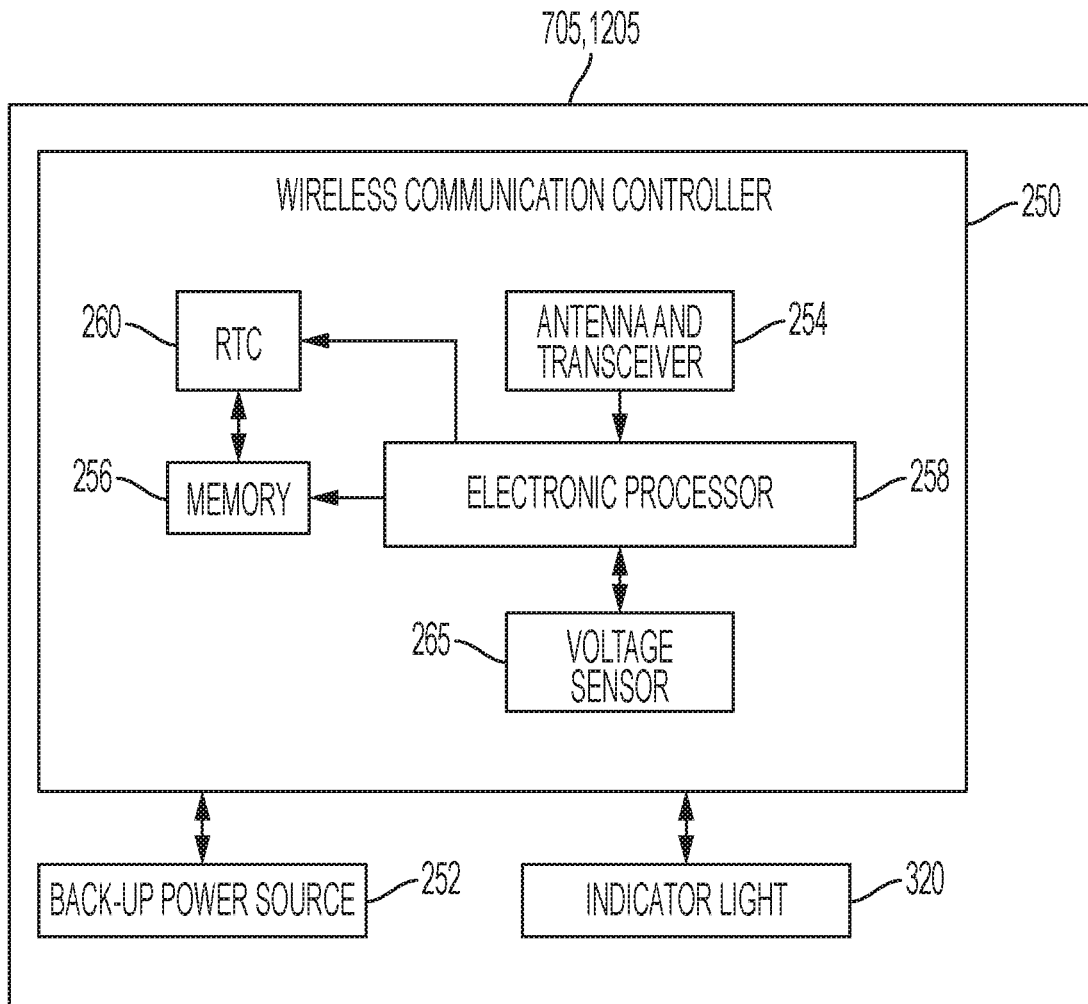 705,1205
WIRELESS COMMUNICATION CONTROLLER
250
260
RTC
ANTENNA AND
TRANSCEIVER
254
256
MEMORY
ELECTRONIC PROCESSOR
258
265
VOLTAGE
SENSOR
BACK-UP POWER SOURCE
252
INDICATOR LIGHT
320